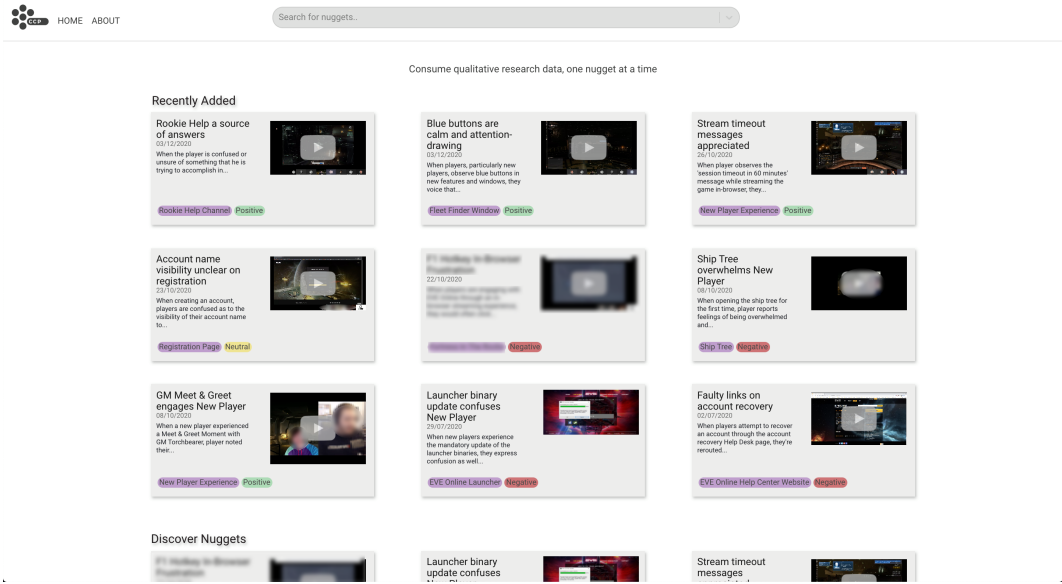 CCP
HOME ABOUT
Search for nuggets..
Consume qualitative research data, one nugget at a time
Recently Added
Rookie Help a source
of answers
03/12/2020
When the player is confused or
unsure of something that he is
trying to accomplish in...
Rookie Help Channel Positive
Blue buttons are
calm and attention-
drawing
03/12/2020
When players, particularly new
players, observe blue buttons in
new features and windows, they
voice that...
Fleet Finder Window Positive
Stream timeout
messages
appreciated
26/10/2020
When player observes the
'session timeout in 60 minutes'
message while streaming the
game in-browser, they...
New Player Experience Positive
Account name
visibility unclear on
registration
23/10/2020
When creating an account,
players are confused as to the
visibility of their account name
to...
Registration Page Neutral
F1 Hotkey In-Browser
Frustration
22/10/2020
Negative
Ship Tree
overwhelms New
Player
08/10/2020
When opening the ship tree for
the first time, player reports
feelings of being overwhelmed
and...
Ship Tree Negative
GM Meet & Greet
engages New Player
08/10/2020
When a new player experienced
a Meet & Greet Moment with
GM Torchbearer, player noted
their...
New Player Experience Positive
Launcher binary
update confuses
New Player
29/07/2020
When new players experience
the mandatory update of the
launcher binaries, they express
confusion as well...
EVE Online Launcher Negative
Faulty links on
account recovery
02/07/2020
When players attempt to recover
an account through the account
recovery Help Desk page, they're
rerouted...
EVE Online Help Center Website Negative
Discover Nuggets
F1 Hotkey In-Browser
Frustration
Launcher binary
update confuses
Stream timeout
messages